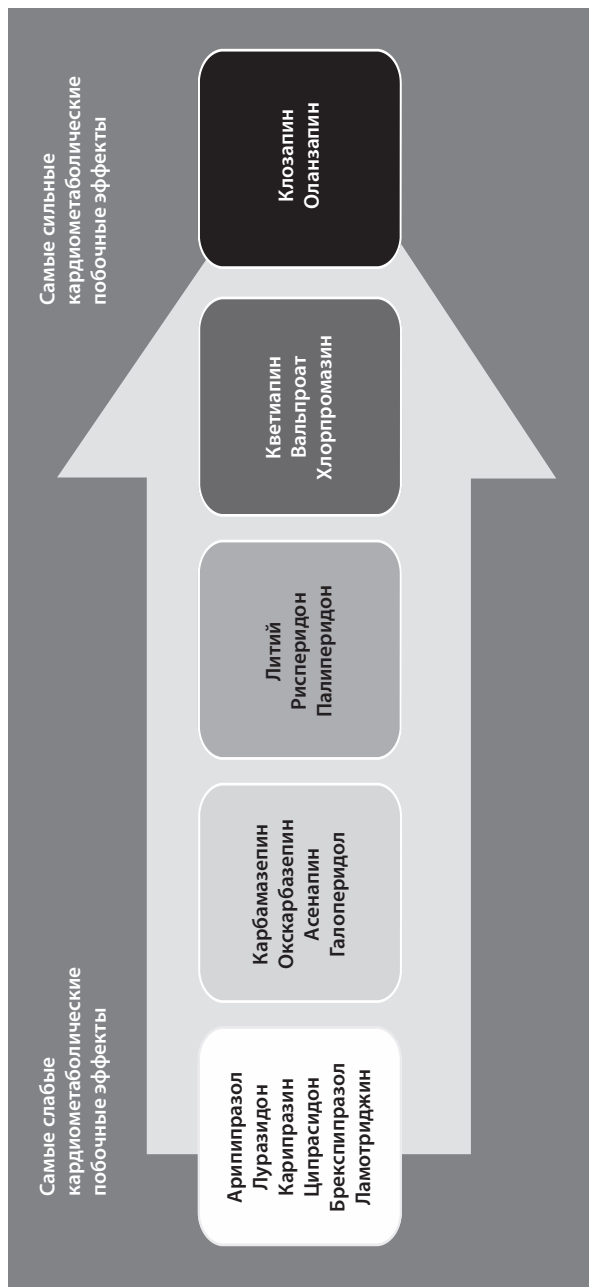 Самые слабые
кардиометаболические
побочные эффекты
Самые сильные
кардиометаболические
побочные эффекты
Арипипразол
Луразидон
Карипразин
Ципрасидон
Брекспипразол
Ламотриджин
Карбамазепин
Окскарбазепин
Асенапин
Галоперидол
Литий
Рисперидон
Палиперидон
Кветиапин
Вальпроат
Хлорпромазин
Клозапин
Оланзапин